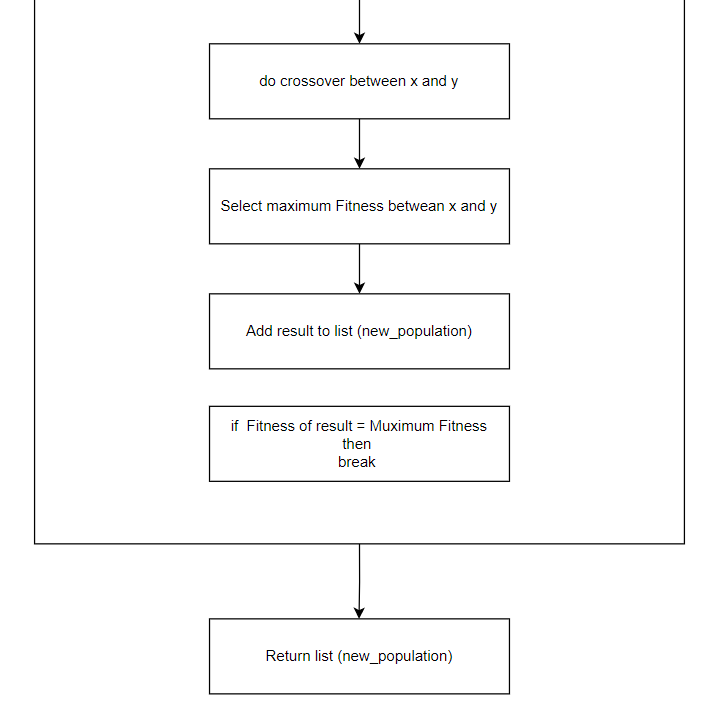 do crossover between x and y
Select maximum Fitness betwean x and y
Add result to list (new_population)
if  Fitness of result = Muximum Fitness
then
break
Return list (new_population)